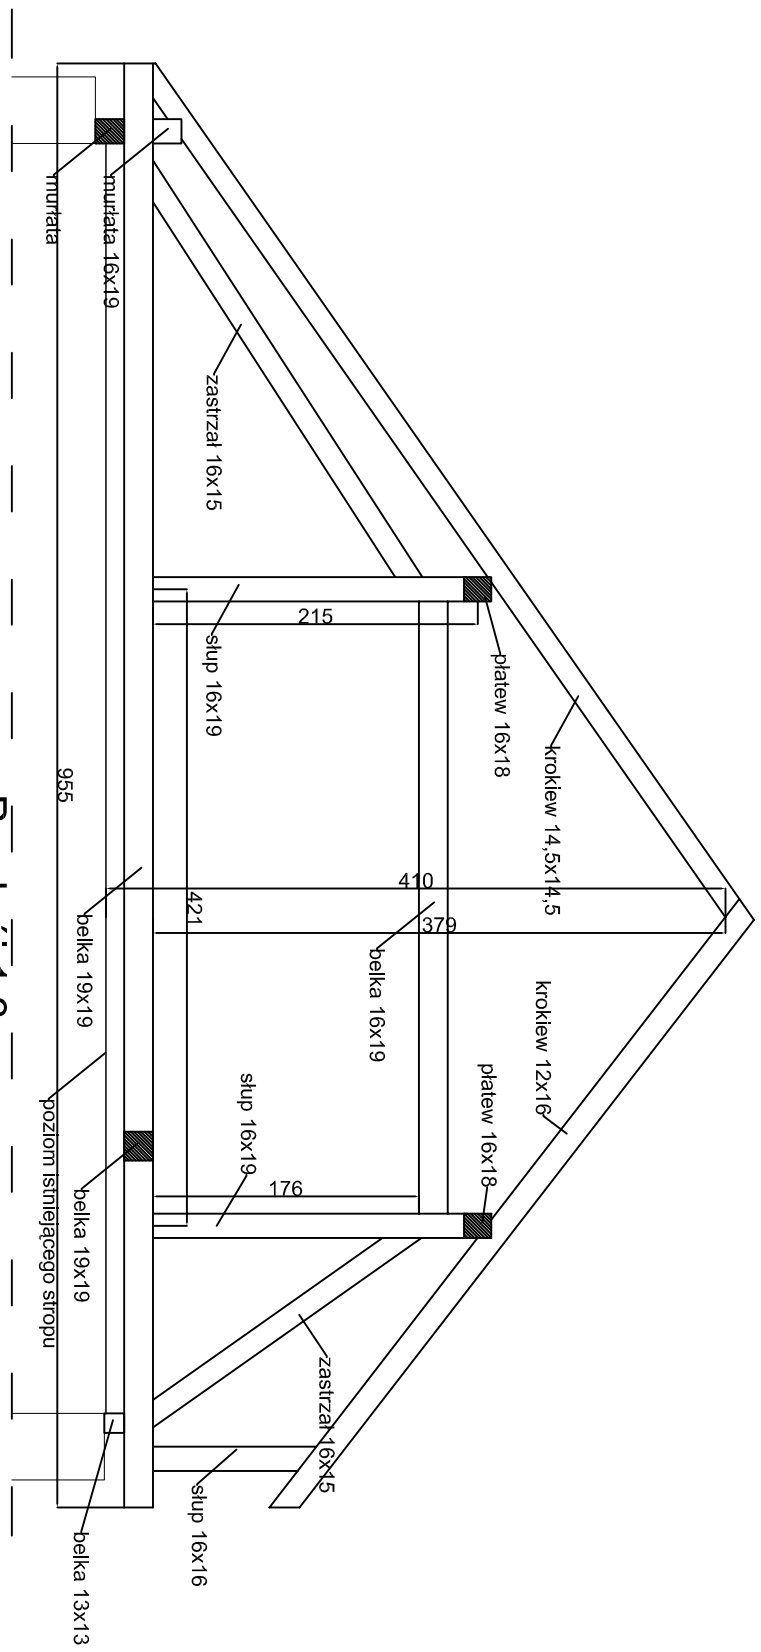 murłata
murłata 16x19
zastrzał 16x15
słup 16x19
215
płatew 16x18
krokiew 14,5x14,5
955
belka 19x19
421
410
379
belka 16x19
krokiew 12x16
płatew 16x18
słup 16x19
176
poziom istniejącego stropu
belka 19x19
zastrzał 16x15
słup 16x16
belka 13x13